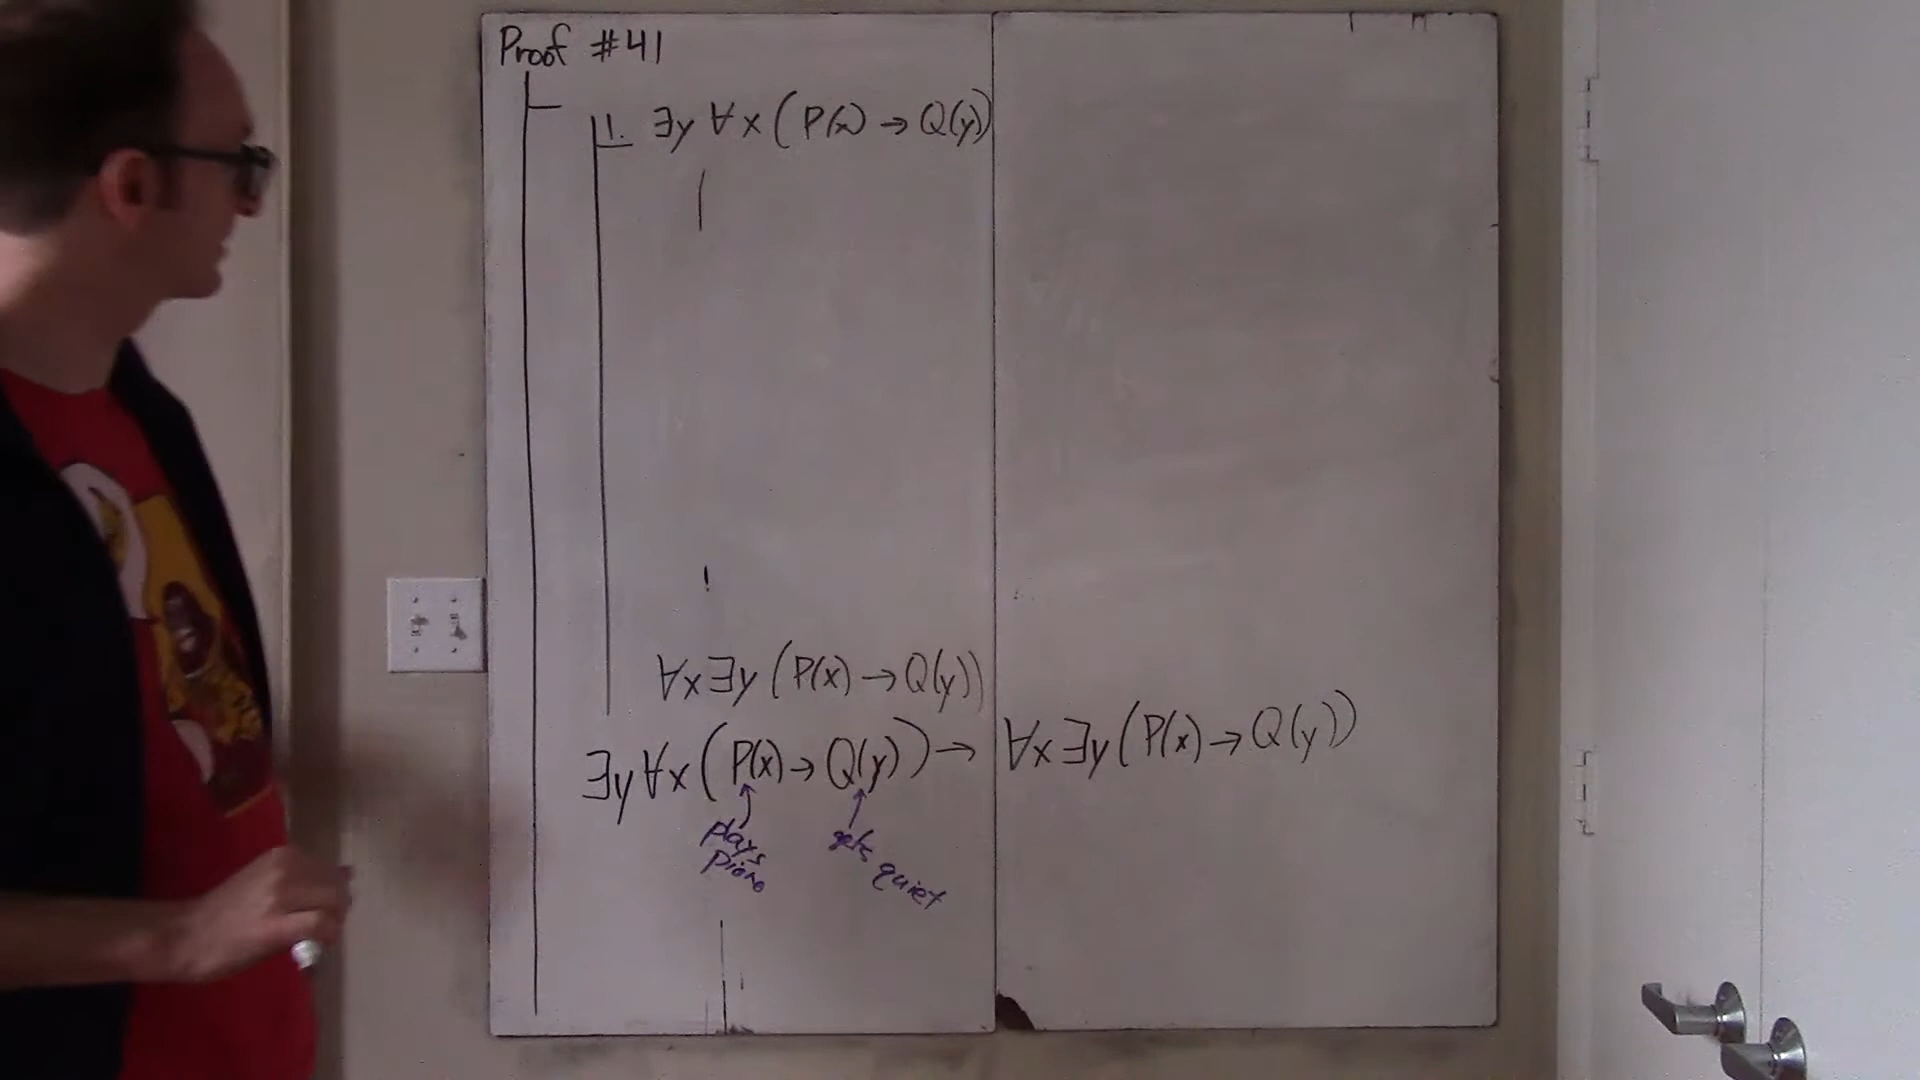 Proof #41
1. ∃y ∀x (P(x) → Q(y))
∀x ∃y (P(x) → Q(y))
∃y ∀x (P(x) → Q(y)) → ∀x ∃y (P(x) → Q(y))
plays piano
gets quiet